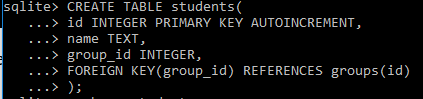 sqlite> CREATE TABLE students(
...> id INTEGER PRIMARY KEY AUTOINCREMENT,
...> name TEXT,
...> group_id INTEGER,
...> FOREIGN KEY(group_id) REFERENCES groups(id)
...> );